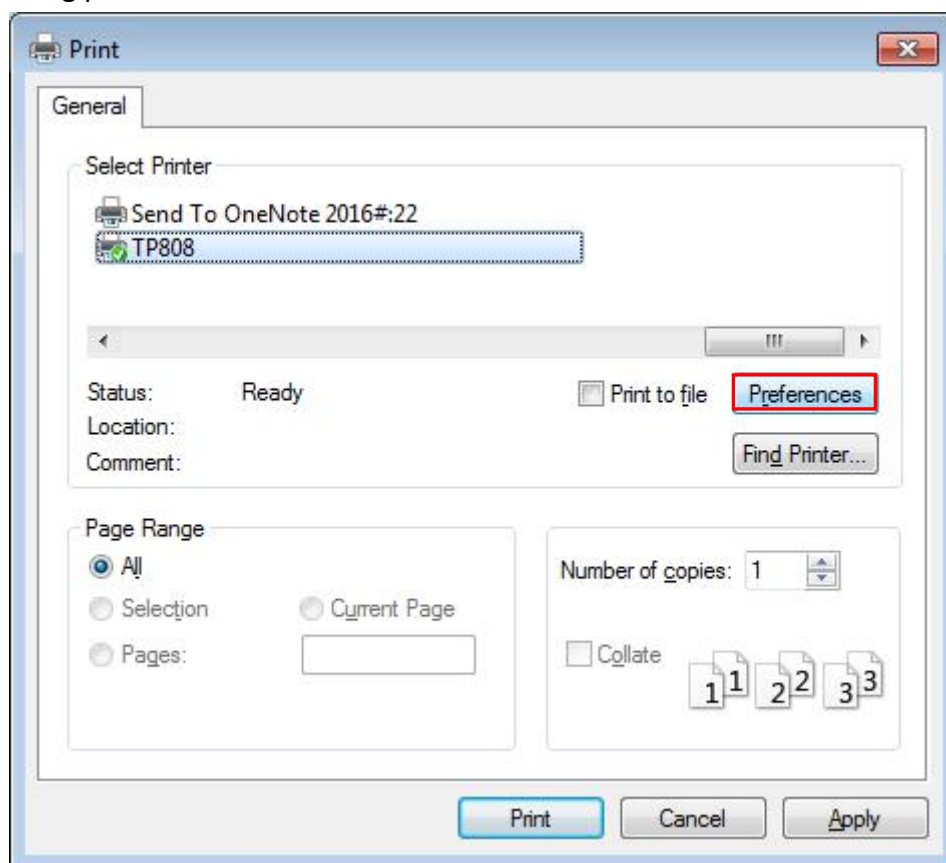 Print
General
Select Printer
Send To OneNote 2016#:22
TP808
Status: Ready
Print to file
Preferences
Location:
Comment:
Find Printer...
Page Range
All
Selection
Current Page
Pages:
Number of copies: 1
Collate
1 1 2 2 3 3
Print
Cancel
Apply